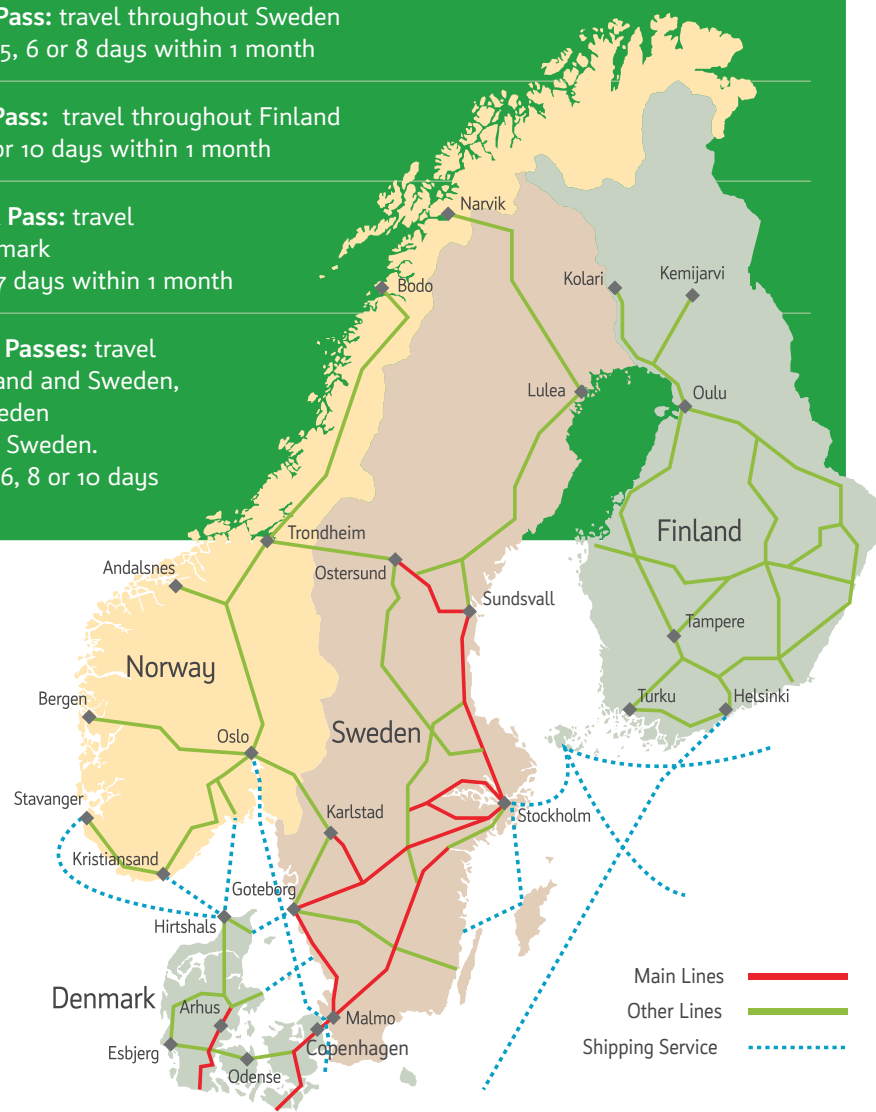 Pass: travel throughout Sweden
5, 6 or 8 days within 1 month
Pass: travel throughout Finland
or 10 days within 1 month
Pass: travel
mark
7 days within 1 month
Passes: travel
and and Sweden,
eden
Sweden.
6, 8 or 10 days
Narvik
Bodo
Kolari
Kemijarvi
Lulea
Oulu
Trondheim
Finland
Andalsnes
Ostersund
Sundsvall
Tampere
Norway
Bergen
Turku
Helsinki
Oslo
Sweden
Stavanger
Karlstad
Stockholm
Kristiansand
Goteborg
Hirtshals
Denmark
Arhus
Malmo
Esbjerg
Copenhagen
Odense
Main Lines
Other Lines
Shipping Service